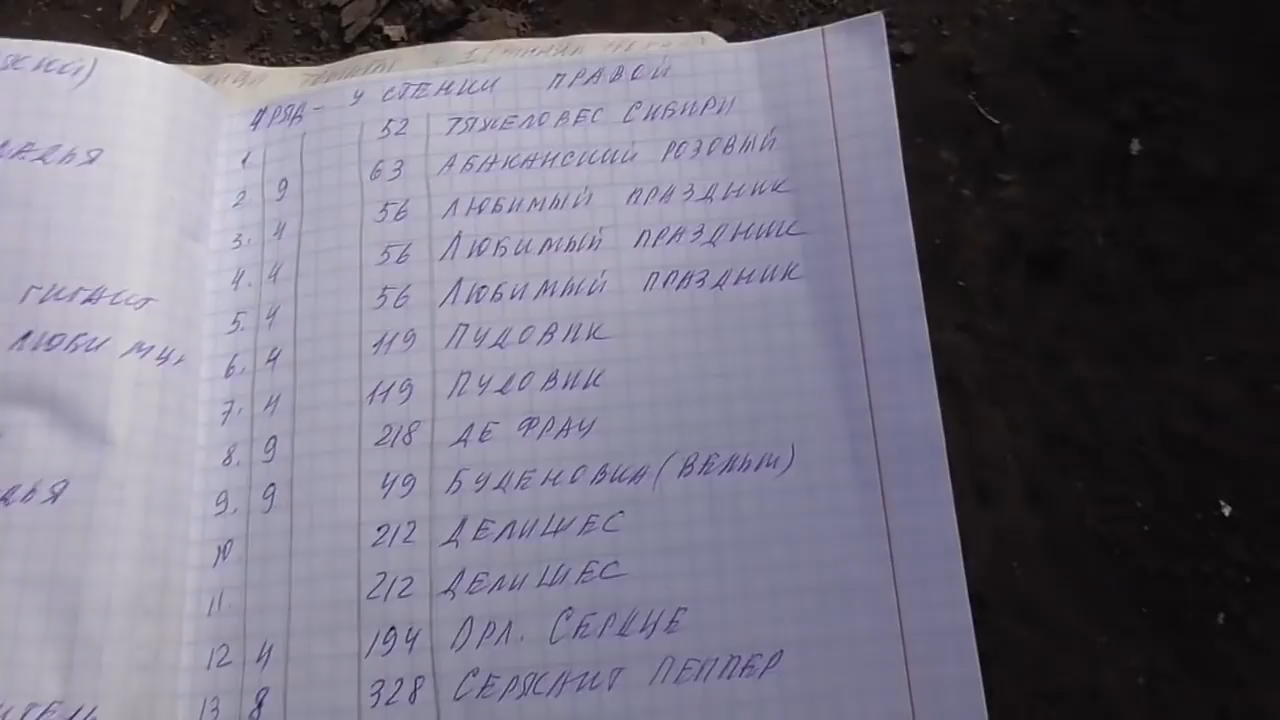 4 РЯД - У СТЕНКИ ПРАВОЙ
1 52 ТЯЖЕЛОВЕС СИБИРИ
2 9 63 АБАКАНСКИЙ РОЗОВЫЙ
3. 4 56 ЛЮБИМЫЙ ПРАЗДНИК
4. 4 56 ЛЮБИМЫЙ ПРАЗДНИК
5. 4 56 ЛЮБИМЫЙ ПРАЗДНИК
6. 4 119 ПУДОВИК
7. 4 119 ПУДОВИК
8. 9 218 ДЕ ФРАУ
9. 9 49 БУДЕНОВКА
10 212 ДЕЛИШЕС
11. 212 ДЕЛИШЕС
12 4 194 ОРЛ. СЕРДЦЕ
13 8 328 СЕРЖАНТ ПЕППЕР
ГИГАНТ